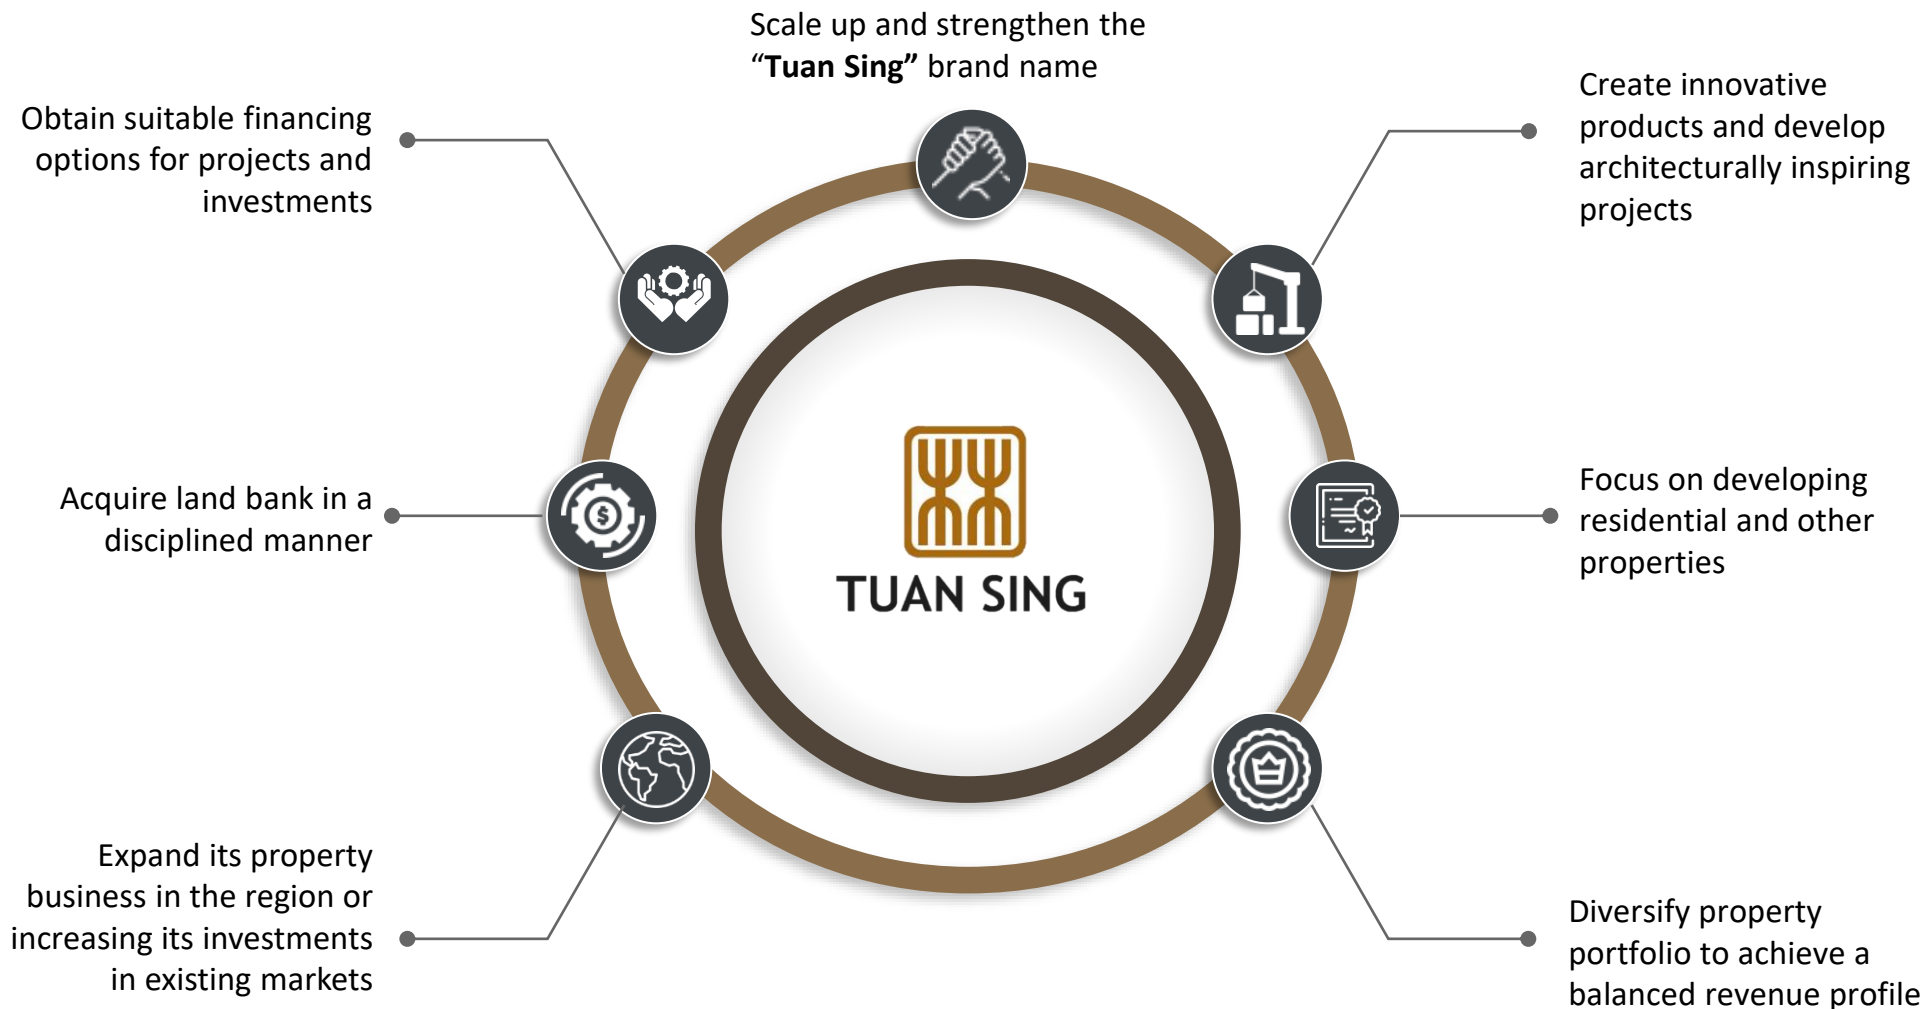 Scale up and strengthen the
“Tuan Sing” brand name
Create innovative
products and develop
architecturally inspiring
projects
Focus on developing
residential and other
properties
Diversify property
portfolio to achieve a
balanced revenue profile
Expand its property
business in the region or
increasing its investments
in existing markets
Acquire land bank in a
disciplined manner
Obtain suitable financing
options for projects and
investments
TUAN SING
$